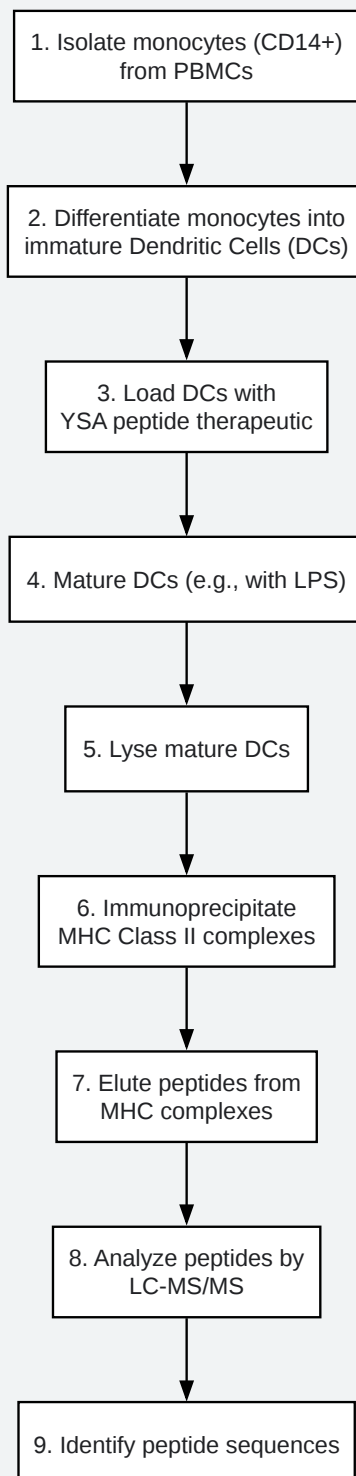 1. Isolate monocytes (CD14+)
from PBMCs
2. Differentiate monocytes into
immature Dendritic Cells (DCs)
3. Load DCs with
YSA peptide therapeutic
4. Mature DCs (e.g., with LPS)
5. Lyse mature DCs
6. Immunoprecipitate
MHC Class II complexes
7. Elute peptides from
MHC complexes
8. Analyze peptides by
LC-MS/MS
9. Identify peptide sequences